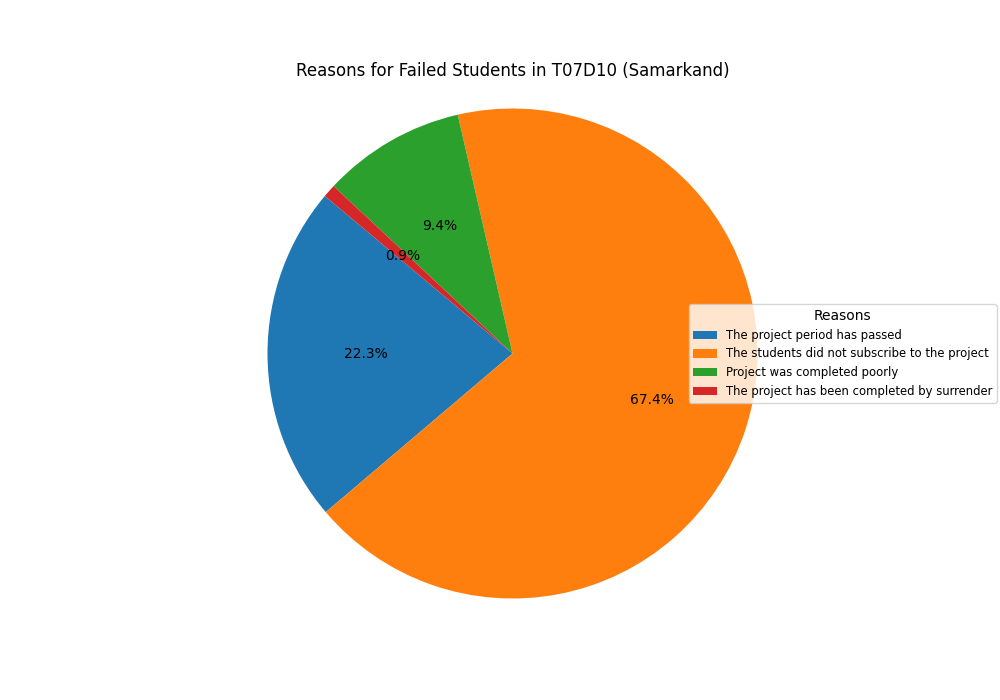 Reasons for Failed Students in T07D10 (Samarkand)
9.4%
0.9%
22.3%
67.4%
Reasons
The project period has passed
The students did not subscribe to the project
Project was completed poorly
The project has been completed by surrender